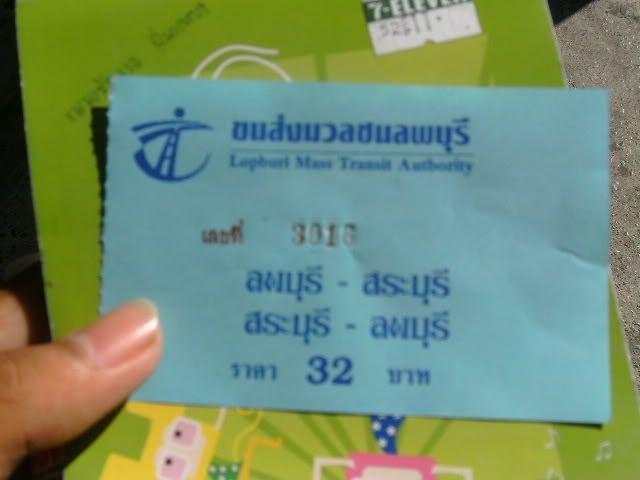 7-ELEVEN
ขนส่งมวลชนลพบุรี
Lopburi Mass Transit Authority
เลขที่ 3016
ลพบุรี - สระบุรี
สระบุรี - ลพบุรี
ราคา 32 บาท